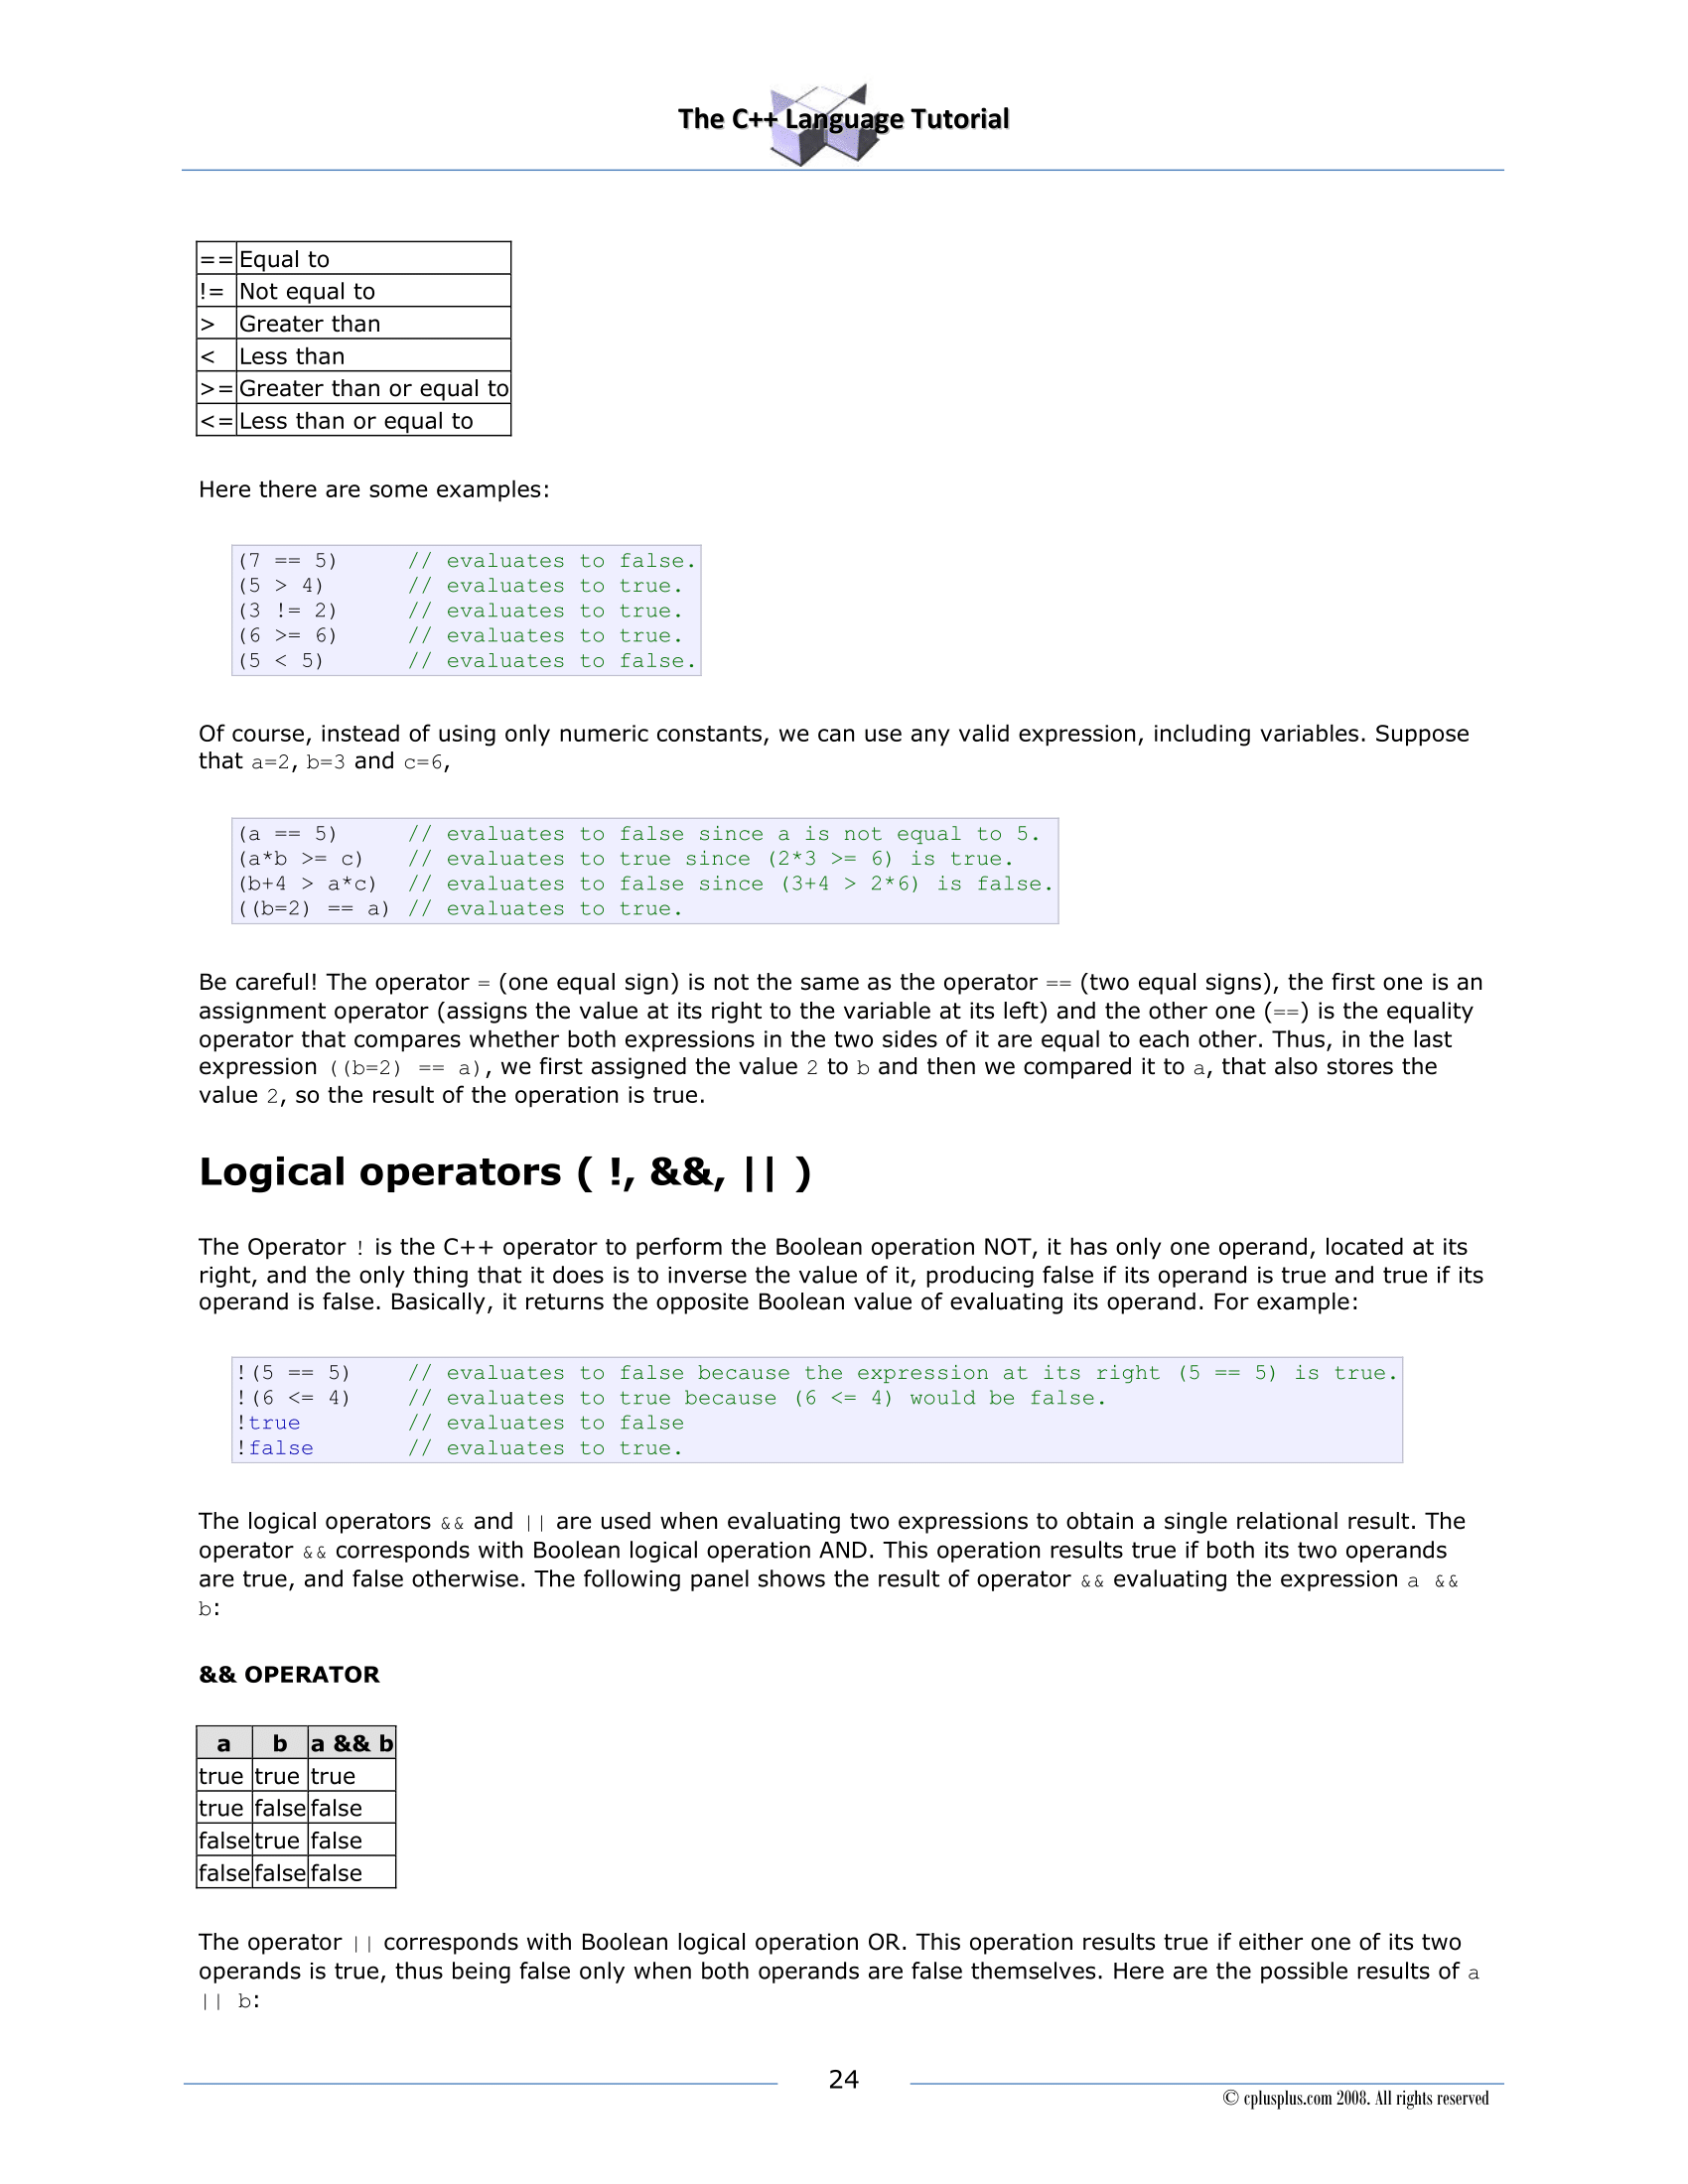 The C++ Language Tutorial
== Equal to
!= Not equal to
> Greater than
< Less than
>= Greater than or equal to
<= Less than or equal to
Here there are some examples:
(7 == 5)     // evaluates to false.
(5 > 4)      // evaluates to true.
(3 != 2)     // evaluates to true.
(6 >= 6)     // evaluates to true.
(5 < 5)      // evaluates to false.
Of course, instead of using only numeric constants, we can use any valid expression, including variables. Suppose
that a=2, b=3 and c=6,
(a == 5)     // evaluates to false since a is not equal to 5.
(a*b >= c)   // evaluates to true since (2*3 >= 6) is true.
(b+4 > a*c)  // evaluates to false since (3+4 > 2*6) is false.
((b=2) == a) // evaluates to true.
Be careful! The operator = (one equal sign) is not the same as the operator == (two equal signs), the first one is an
assignment operator (assigns the value at its right to the variable at its left) and the other one (==) is the equality
operator that compares whether both expressions in the two sides of it are equal to each other. Thus, in the last
expression ((b=2) == a), we first assigned the value 2 to b and then we compared it to a, that also stores the
value 2, so the result of the operation is true.
Logical operators ( !, &&, || )
The Operator ! is the C++ operator to perform the Boolean operation NOT, it has only one operand, located at its
right, and the only thing that it does is to inverse the value of it, producing false if its operand is true and true if its
operand is false. Basically, it returns the opposite Boolean value of evaluating its operand. For example:
!(5 == 5)    // evaluates to false because the expression at its right (5 == 5) is true.
!(6 <= 4)    // evaluates to true because (6 <= 4) would be false.
!true        // evaluates to false
!false       // evaluates to true.
The logical operators && and || are used when evaluating two expressions to obtain a single relational result. The
operator && corresponds with Boolean logical operation AND. This operation results true if both its two operands
are true, and false otherwise. The following panel shows the result of operator && evaluating the expression a &&
b:
&& OPERATOR
a b a && b
true true true
true false false
false true false
false false false
The operator || corresponds with Boolean logical operation OR. This operation results true if either one of its two
operands is true, thus being false only when both operands are false themselves. Here are the possible results of a
|| b:
24
© cplusplus.com 2008. All rights reserved